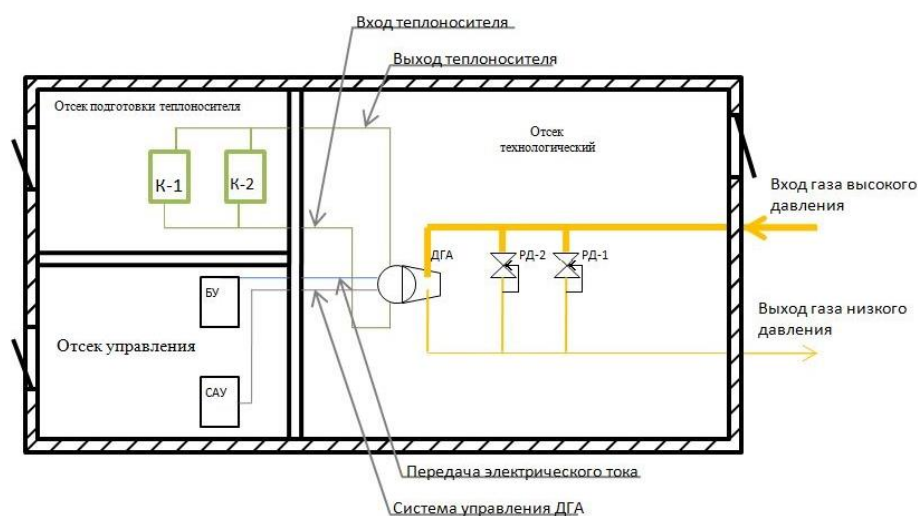 Вход теплоносителя
Выход теплоносителя
Отсек подготовки теплоносителя
Отсек
технологический
К-1
К-2
Вход газа высокого
давления
ДГА
РД-2
РД-1
БУ
Выход газа низкого
давления
Отсек управления
САУ
Передача электрического тока
Система управления ДГА